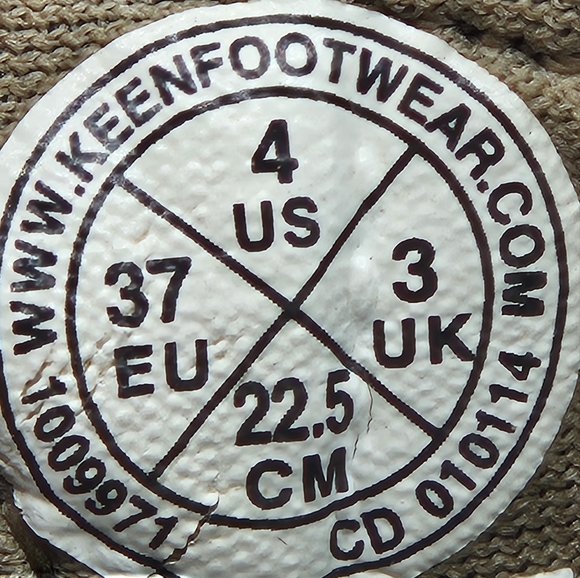 WWW.KEENFOOTWEAR.COM
4
US
37
EU
3
UK
22.5
CM
1009971
CD 010114